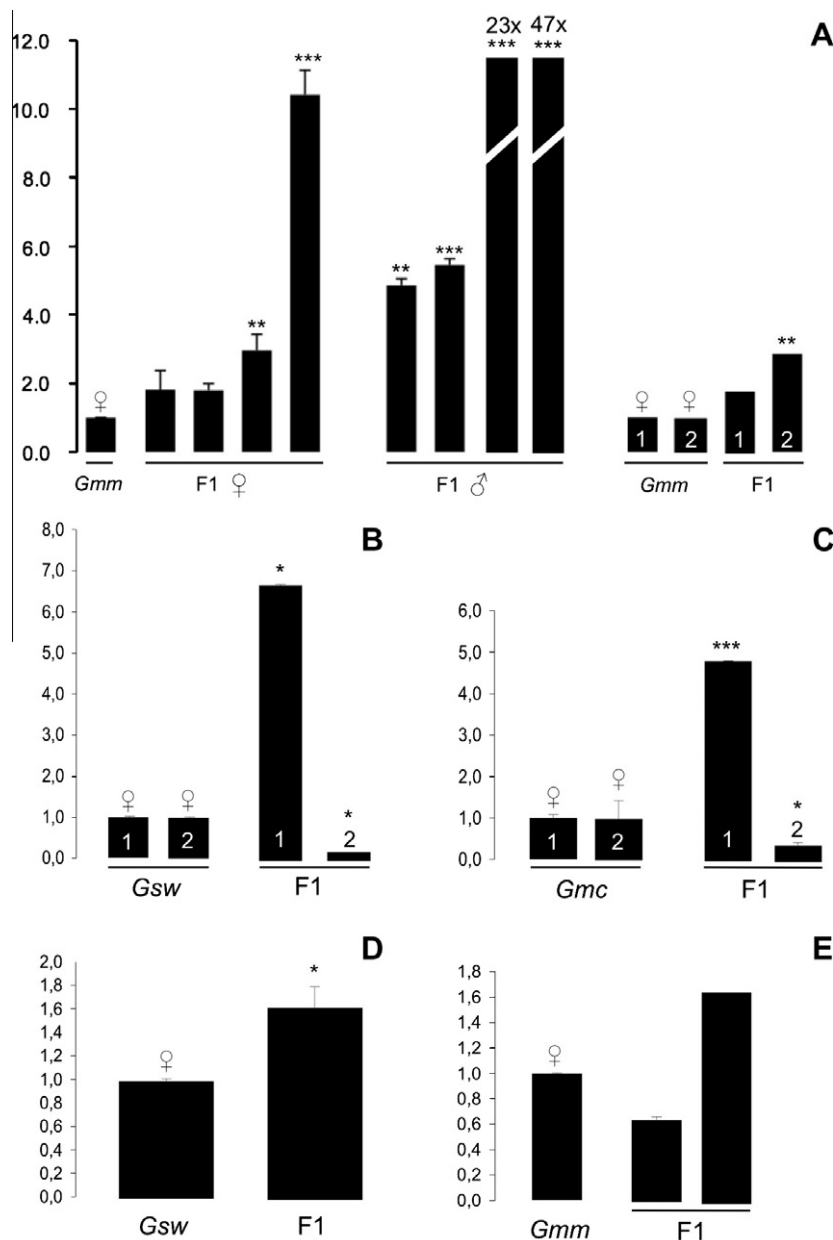 A
12.0
10.0
8.0
6.0
4.0
2.0
0.0
♀
**
***
**
***
23x
***
47x
***
♀ ♀
**
1 2 1 2
Gmm
F1 ♀
F1 ♂
Gmm
F1
B
8,0
7,0
6,0
5,0
4,0
3,0
2,0
1,0
0,0
♀ ♀
*
*
1 2 1 2
Gsw
F1
C
6,0
5,0
4,0
3,0
2,0
1,0
0,0
♀ ♀
***
*
1 2 1 2
Gmc
F1
D
2,0
1,8
1,6
1,4
1,2
1,0
0,8
0,6
0,4
0,2
0,0
♀
*
Gsw
F1
E
1,8
1,6
1,4
1,2
1,0
0,8
0,6
0,4
0,2
0,0
♀
Gmm
F1